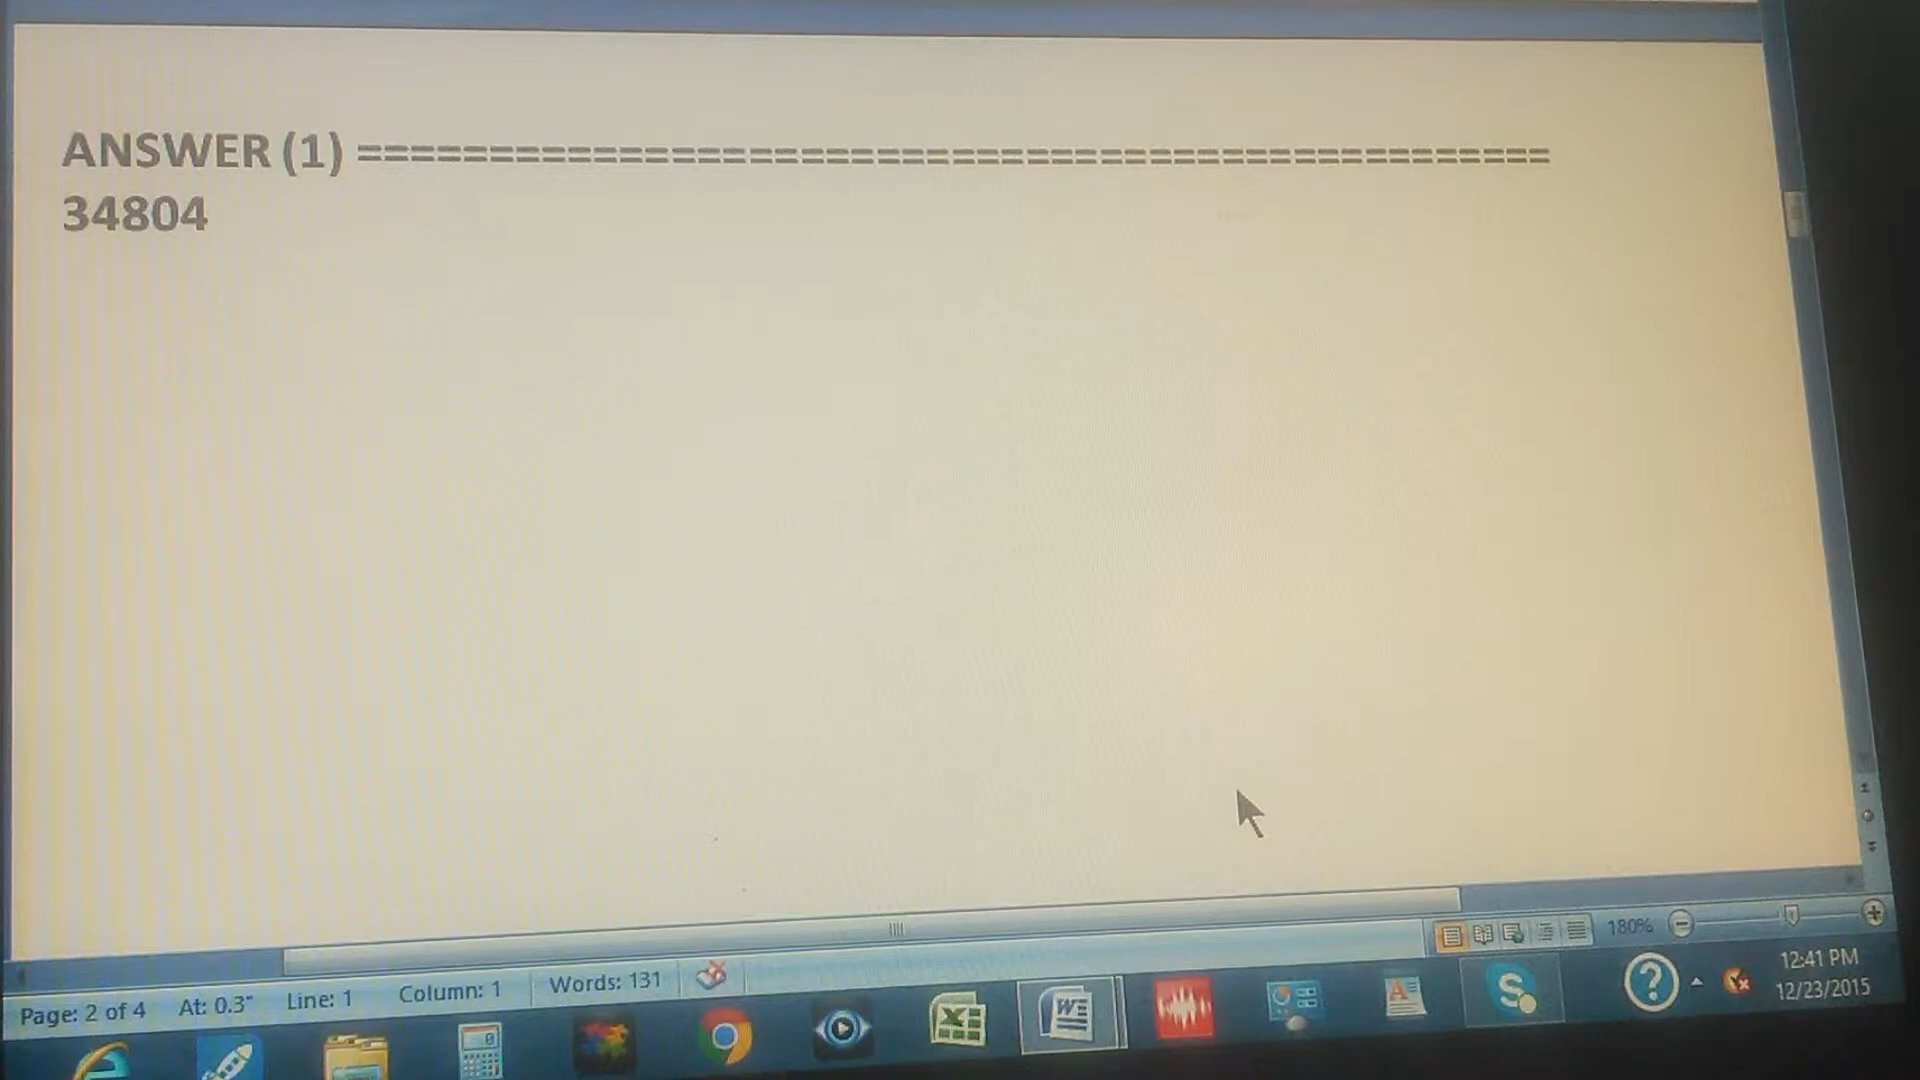 ANSWER (1) ========================================================
34804
180%
Page: 2 of 4 At: 0.3" Line: 1 Column: 1 Words: 131
12:41 PM
12/23/2015